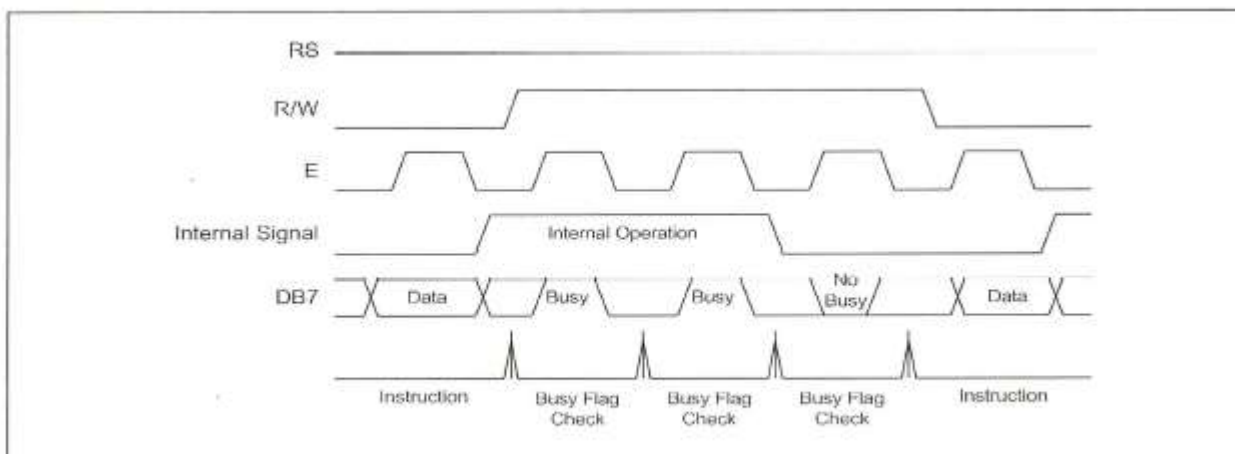 RS
R/W
E
Internal Signal
Internal Operation
DB7
Data
Busy
Busy
No
Busy
Data
Instruction
Busy Flag
Check
Busy Flag
Check
Busy Flag
Check
Instruction